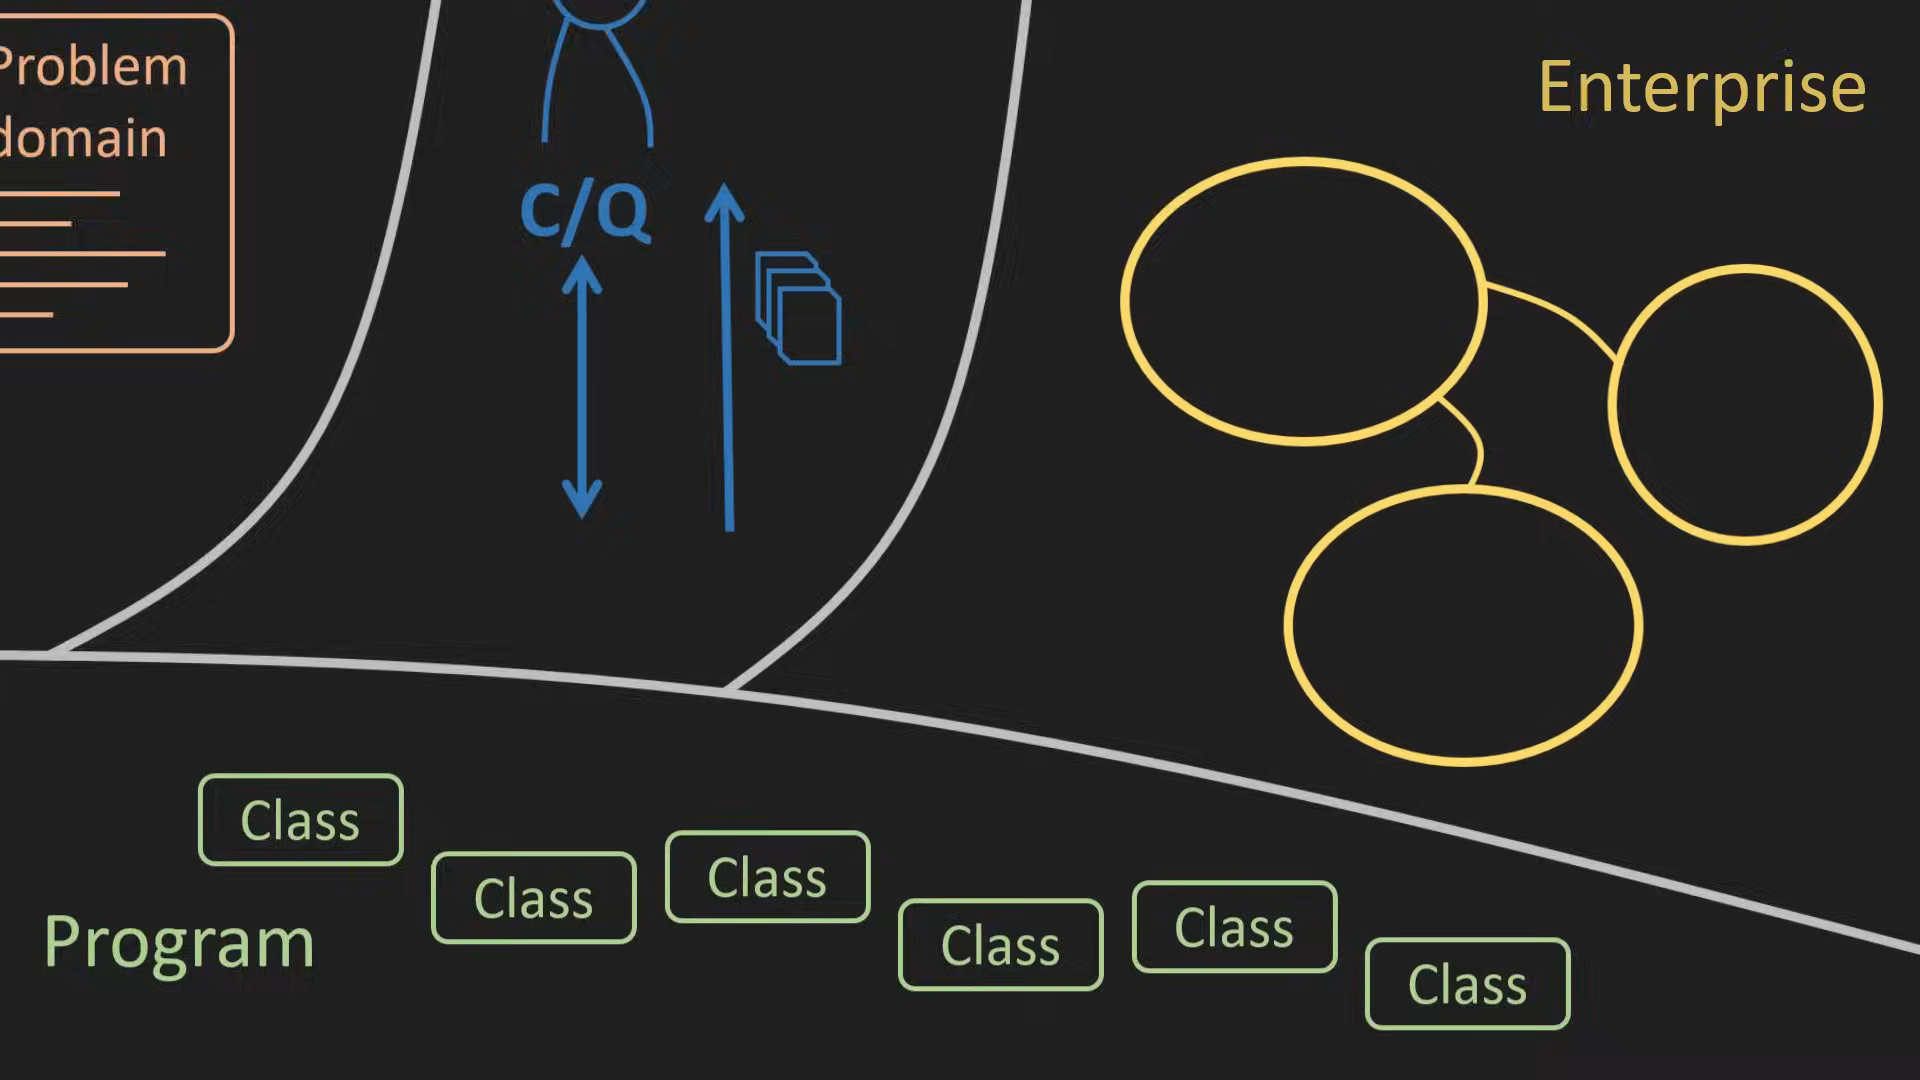 Problem
domain
C/Q
Enterprise
Class
Class
Class
Class
Class
Class
Program